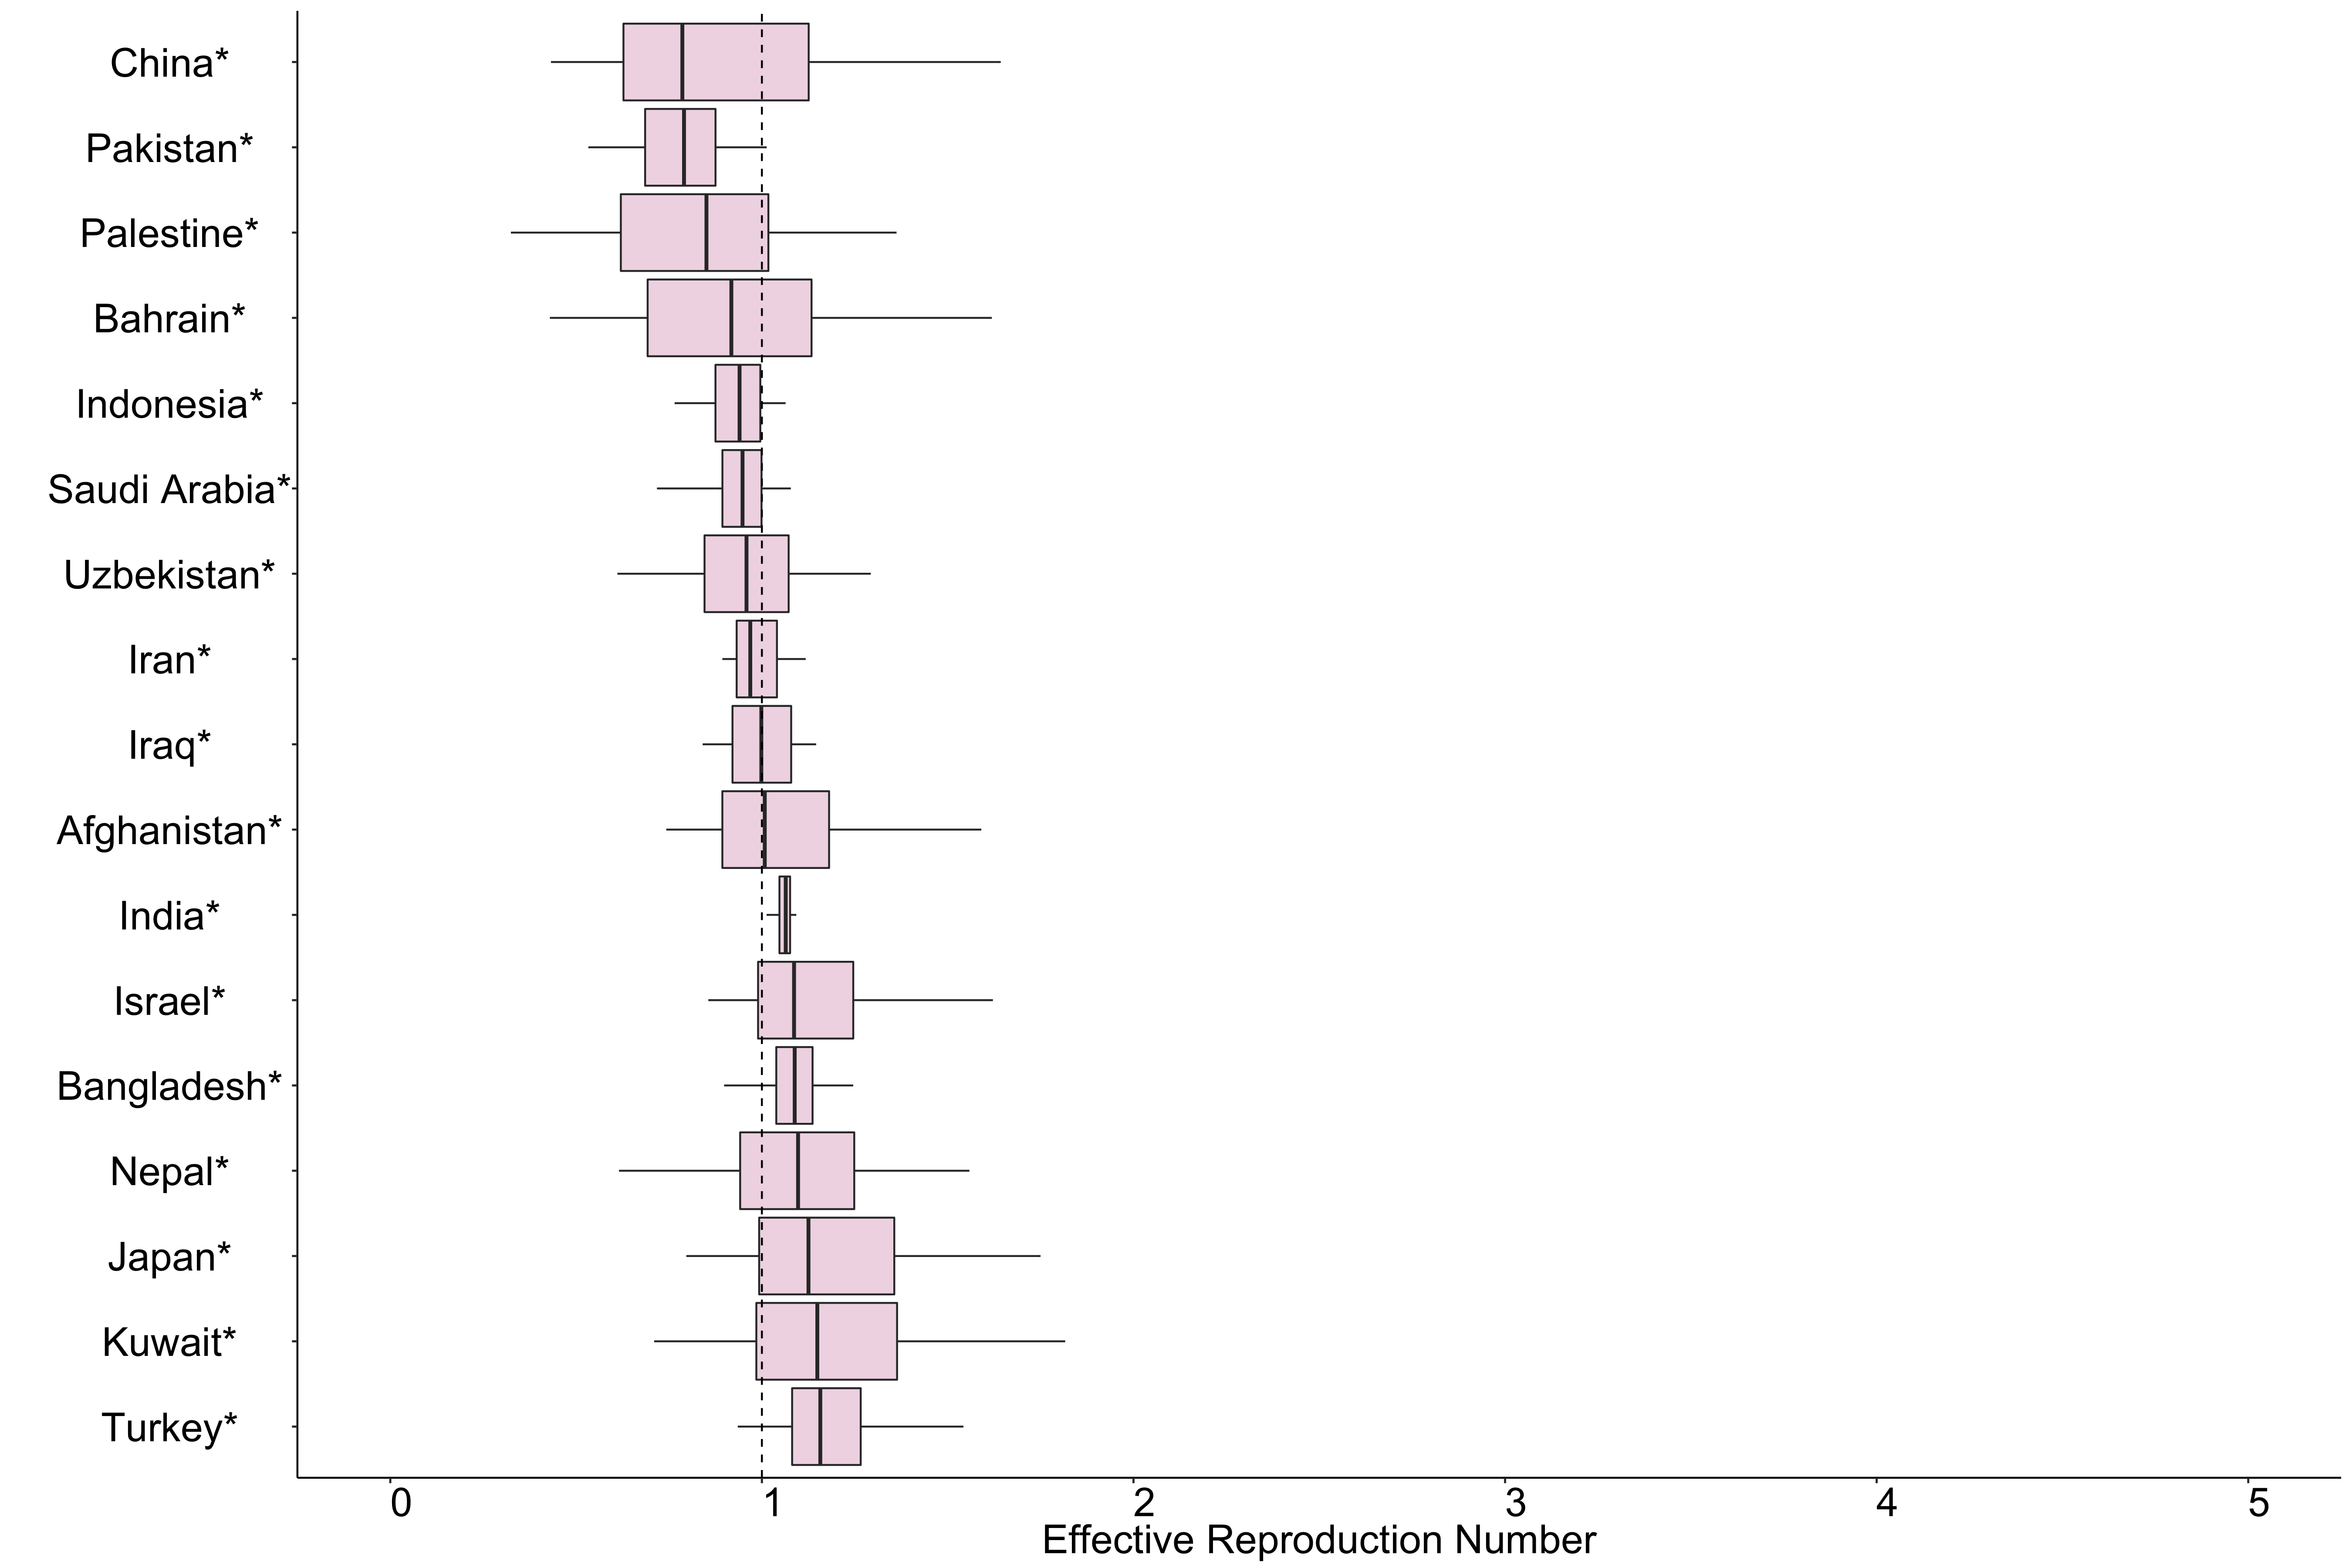 China*
Pakistan*
Palestine*
Bahrain*
Indonesia*
Saudi Arabia*
Uzbekistan*
Iran*
Iraq*
Afghanistan*
India*
Israel*
Bangladesh*
Nepal*
Japan*
Kuwait*
Turkey*
0 1 2 3 4 5
Effective Reproduction Number